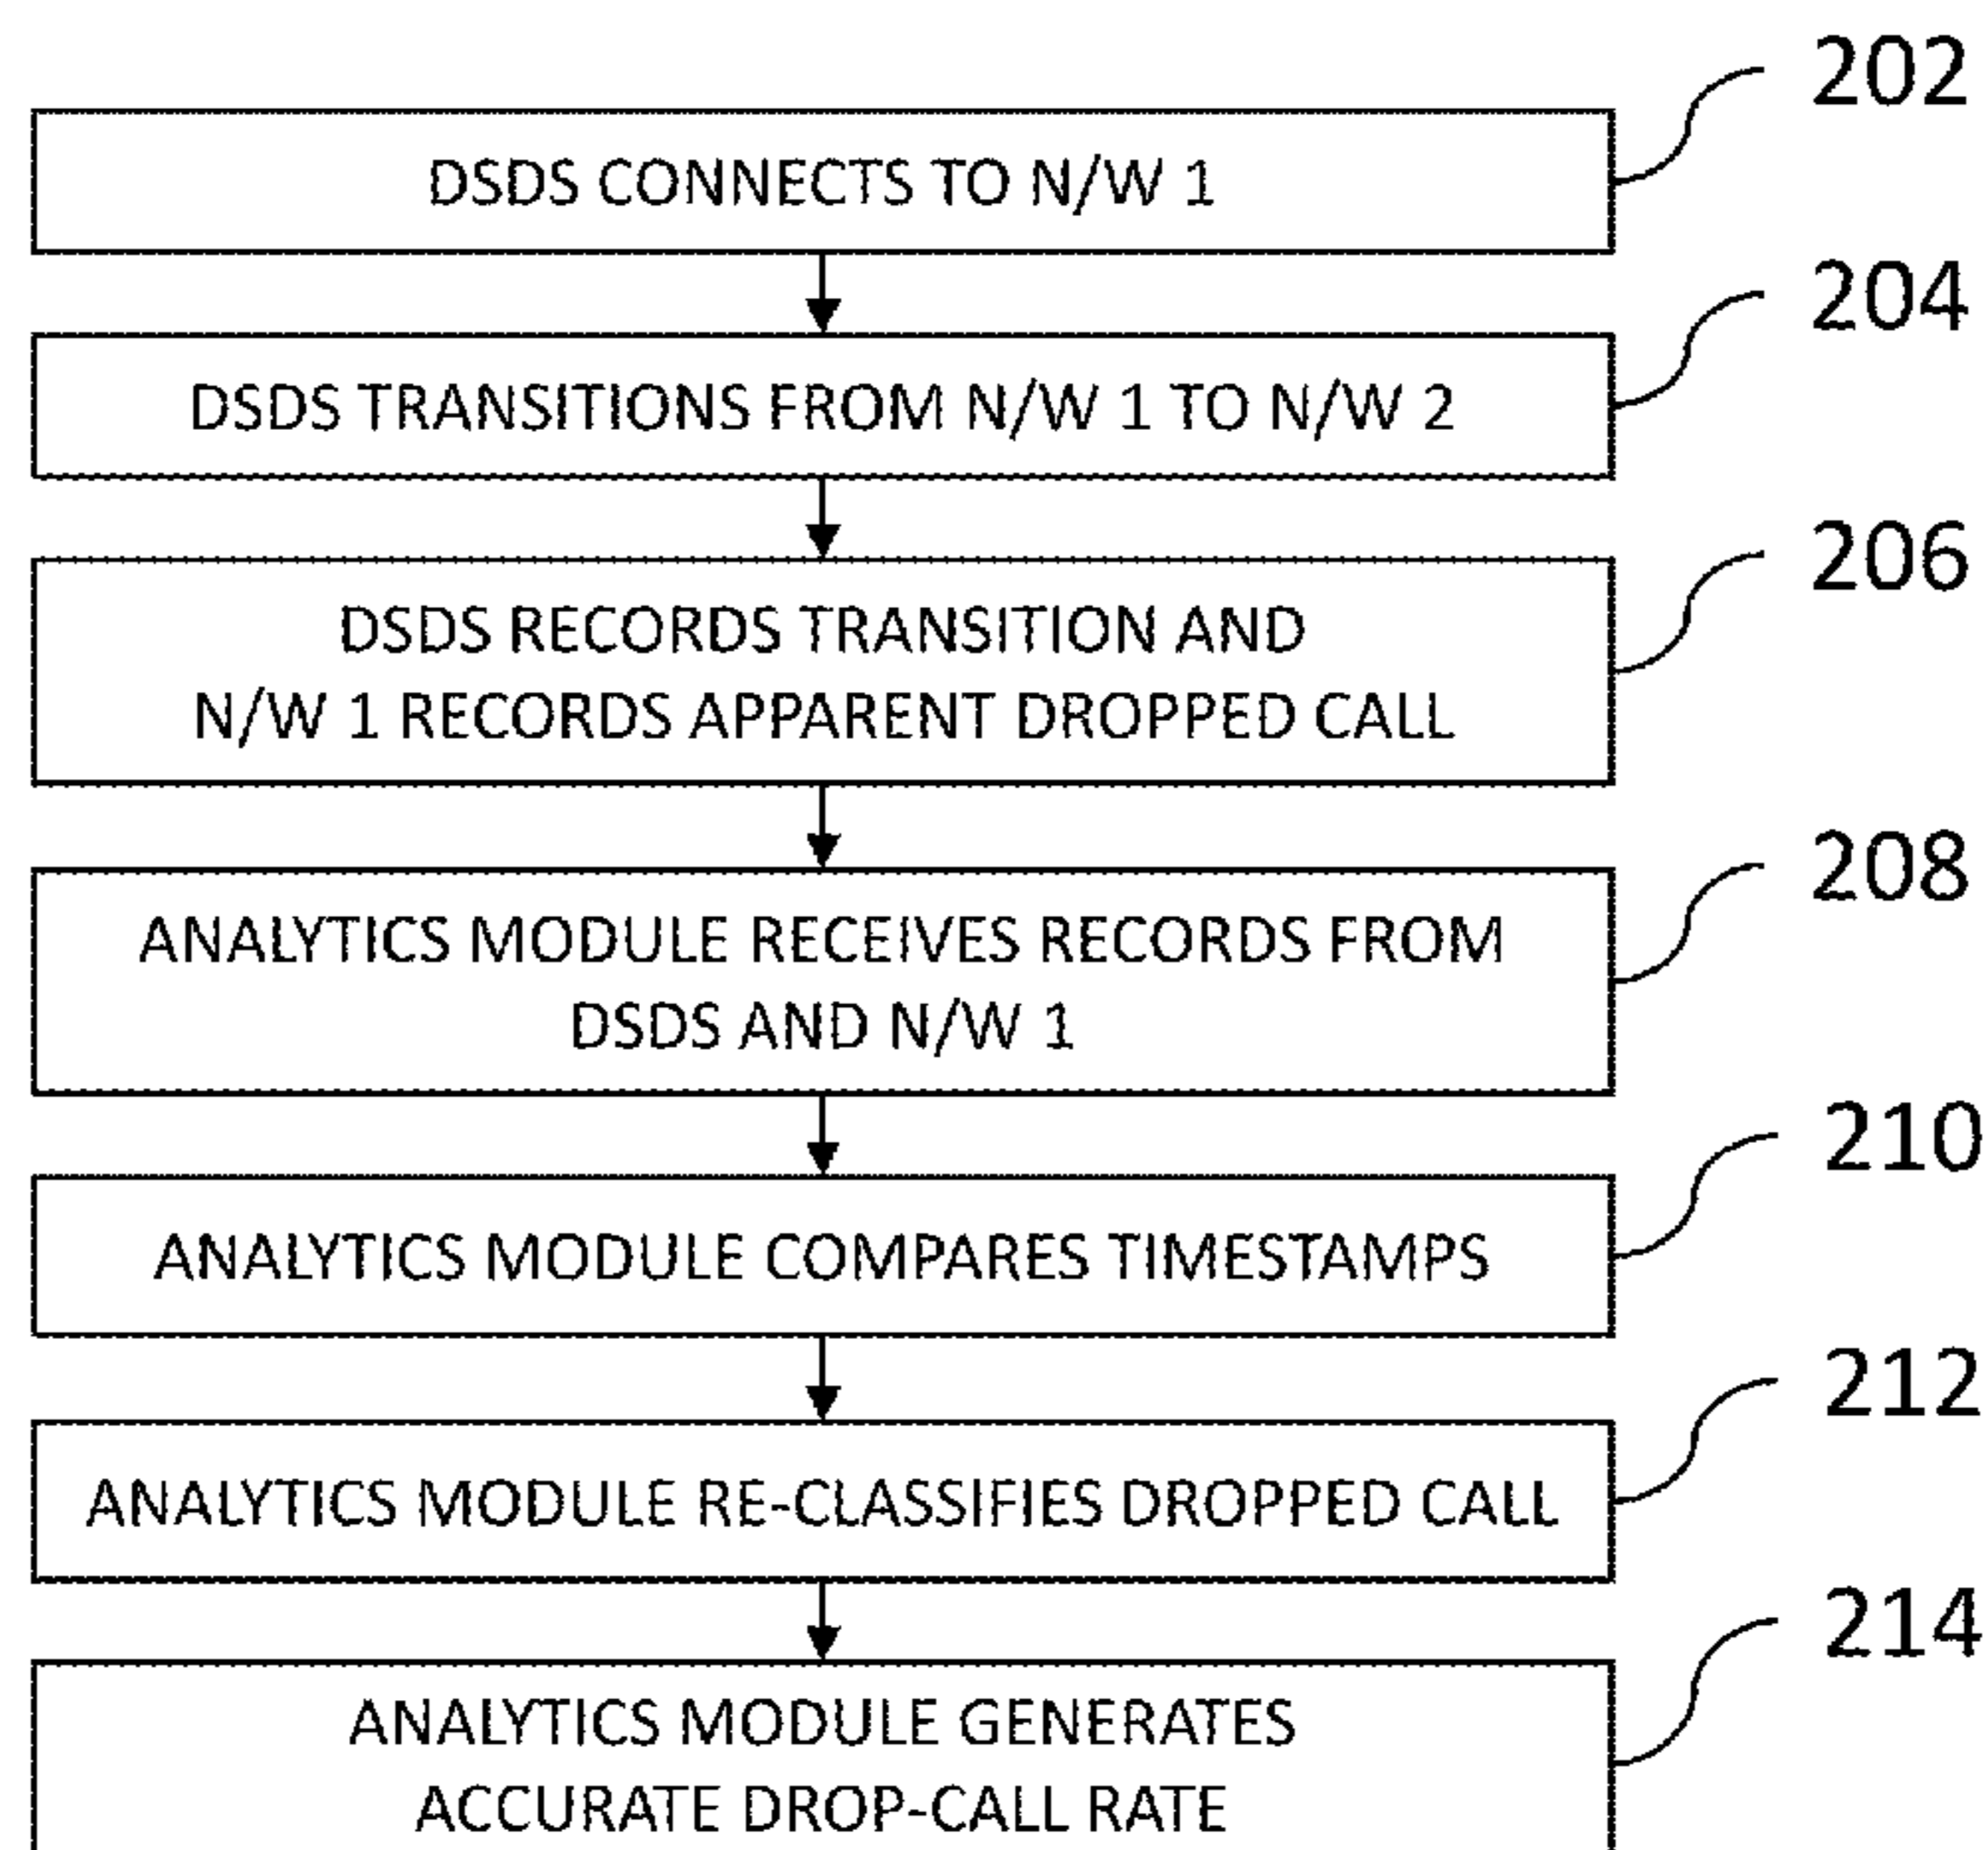 202
DSDS CONNECTS TO N/W 1
204
DSDS TRANSITIONS FROM N/W 1 TO N/W 2
206
DSDS RECORDS TRANSITION AND
N/W 1 RECORDS APPARENT DROPPED CALL
208
ANALYTICS MODULE RECEIVES RECORDS FROM
DSDS AND N/W 1
210
ANALYTICS MODULE COMPARES TIMESTAMPS
212
ANALYTICS MODULE RE-CLASSIFIES DROPPED CALL
214
ANALYTICS MODULE GENERATES
ACCURATE DROP-CALL RATE